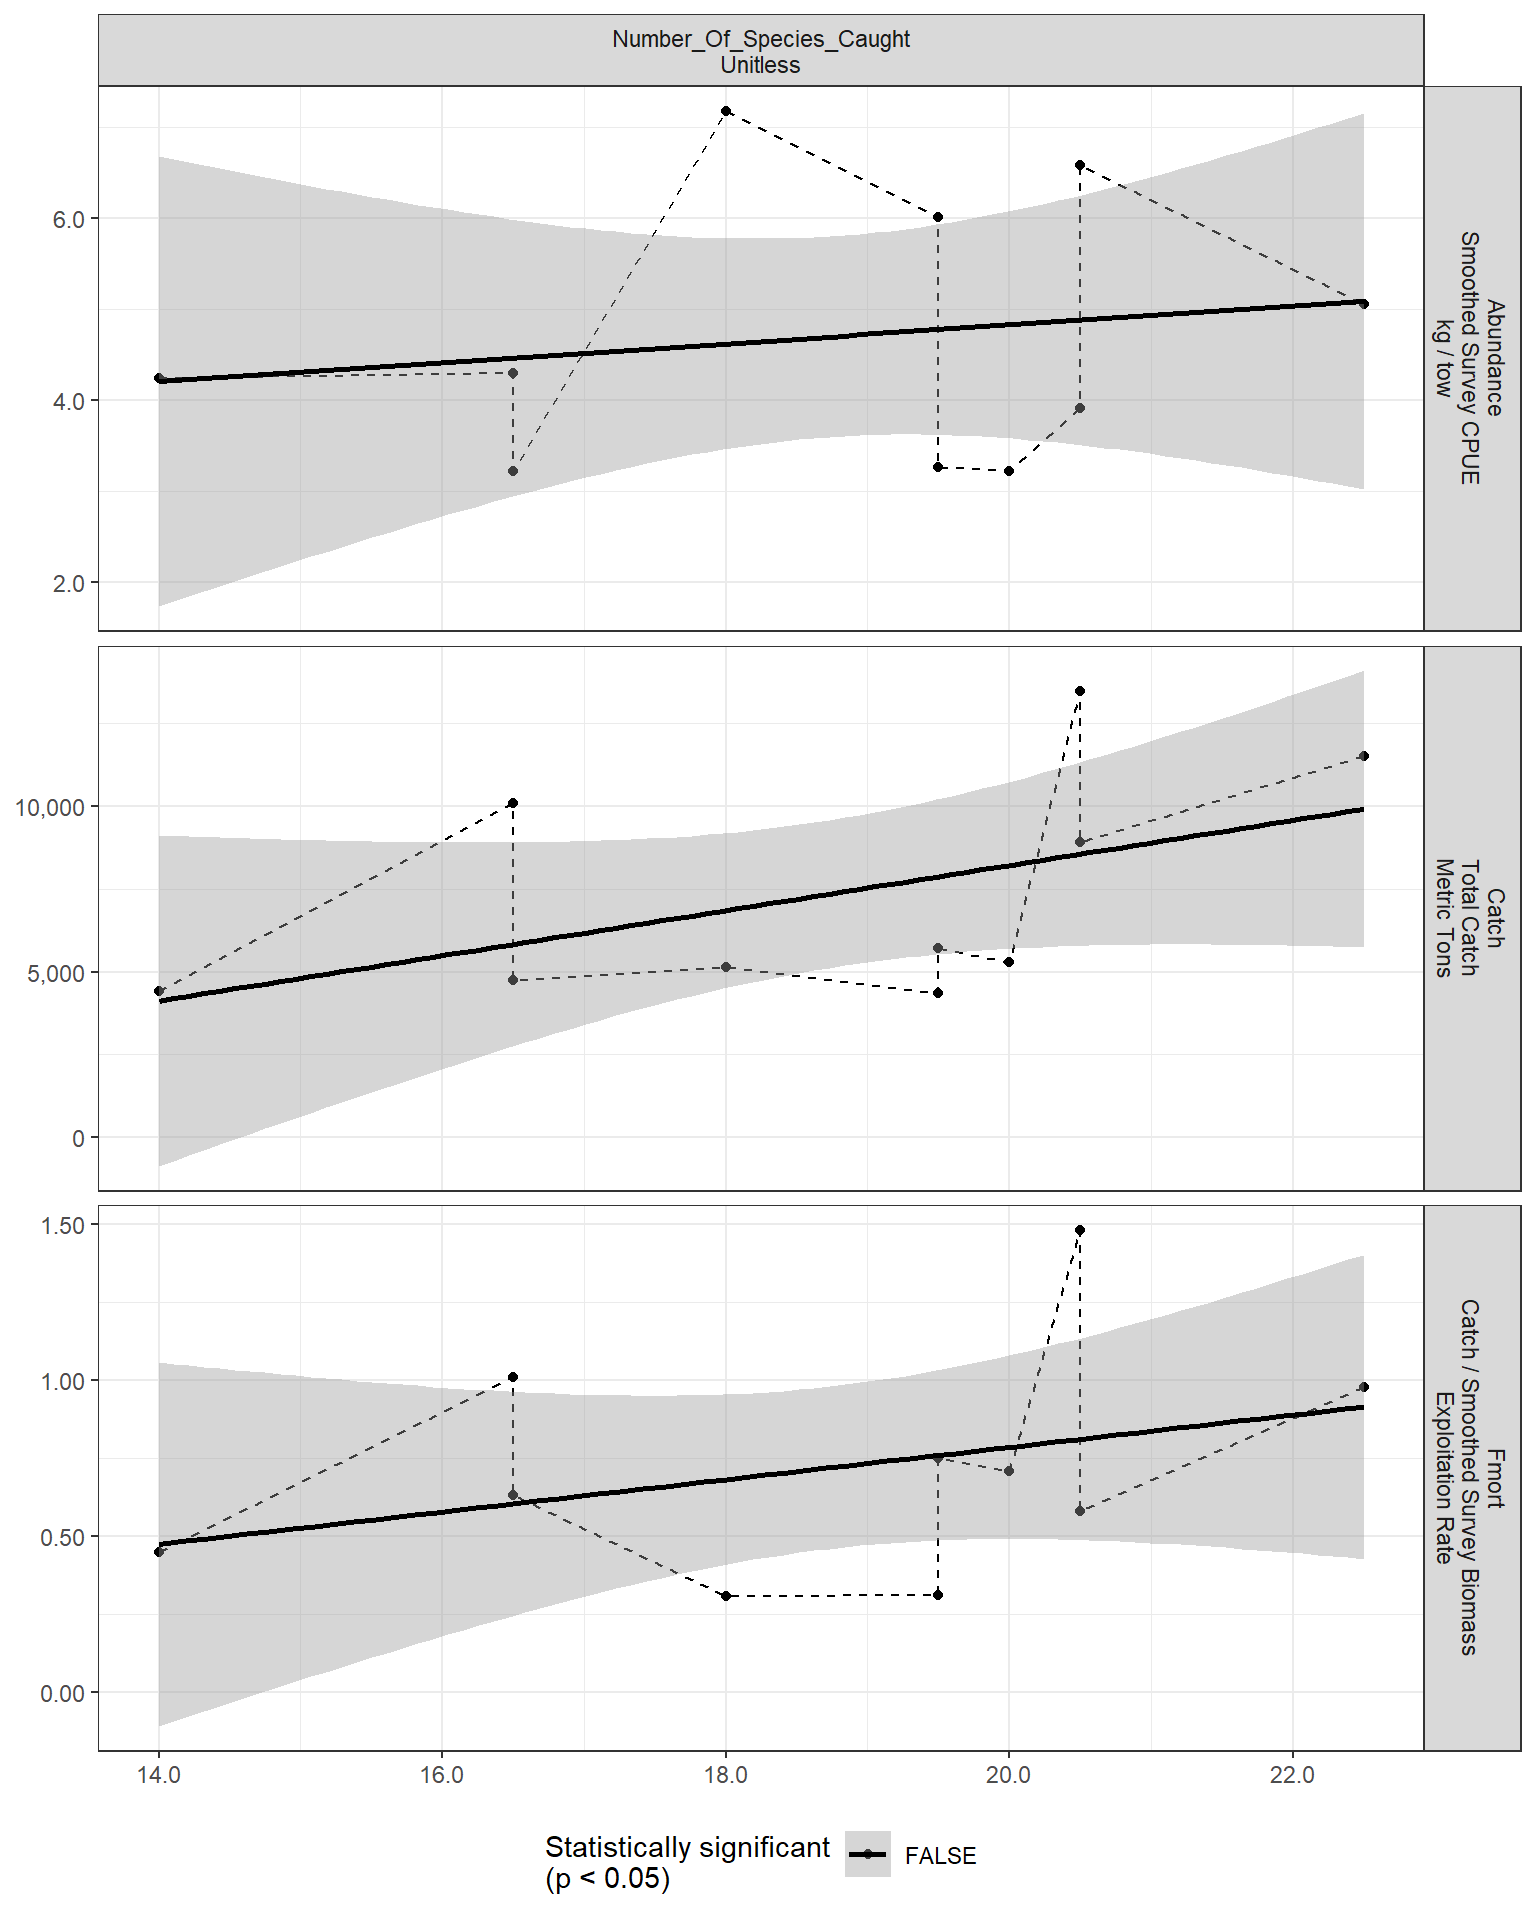 Number_Of_Species_Caught
Unitless
6.0
4.0
2.0
Abundance
Smoothed Survey CPUE
kg / tow
10,000
5,000
0
Catch
Total Catch
Metric Tons
1.50
1.00
0.50
0.00
Fmort
Catch / Smoothed Survey Biomass
Exploitation Rate
14.0
16.0
18.0
20.0
22.0
Statistically significant
(p < 0.05)
FALSE